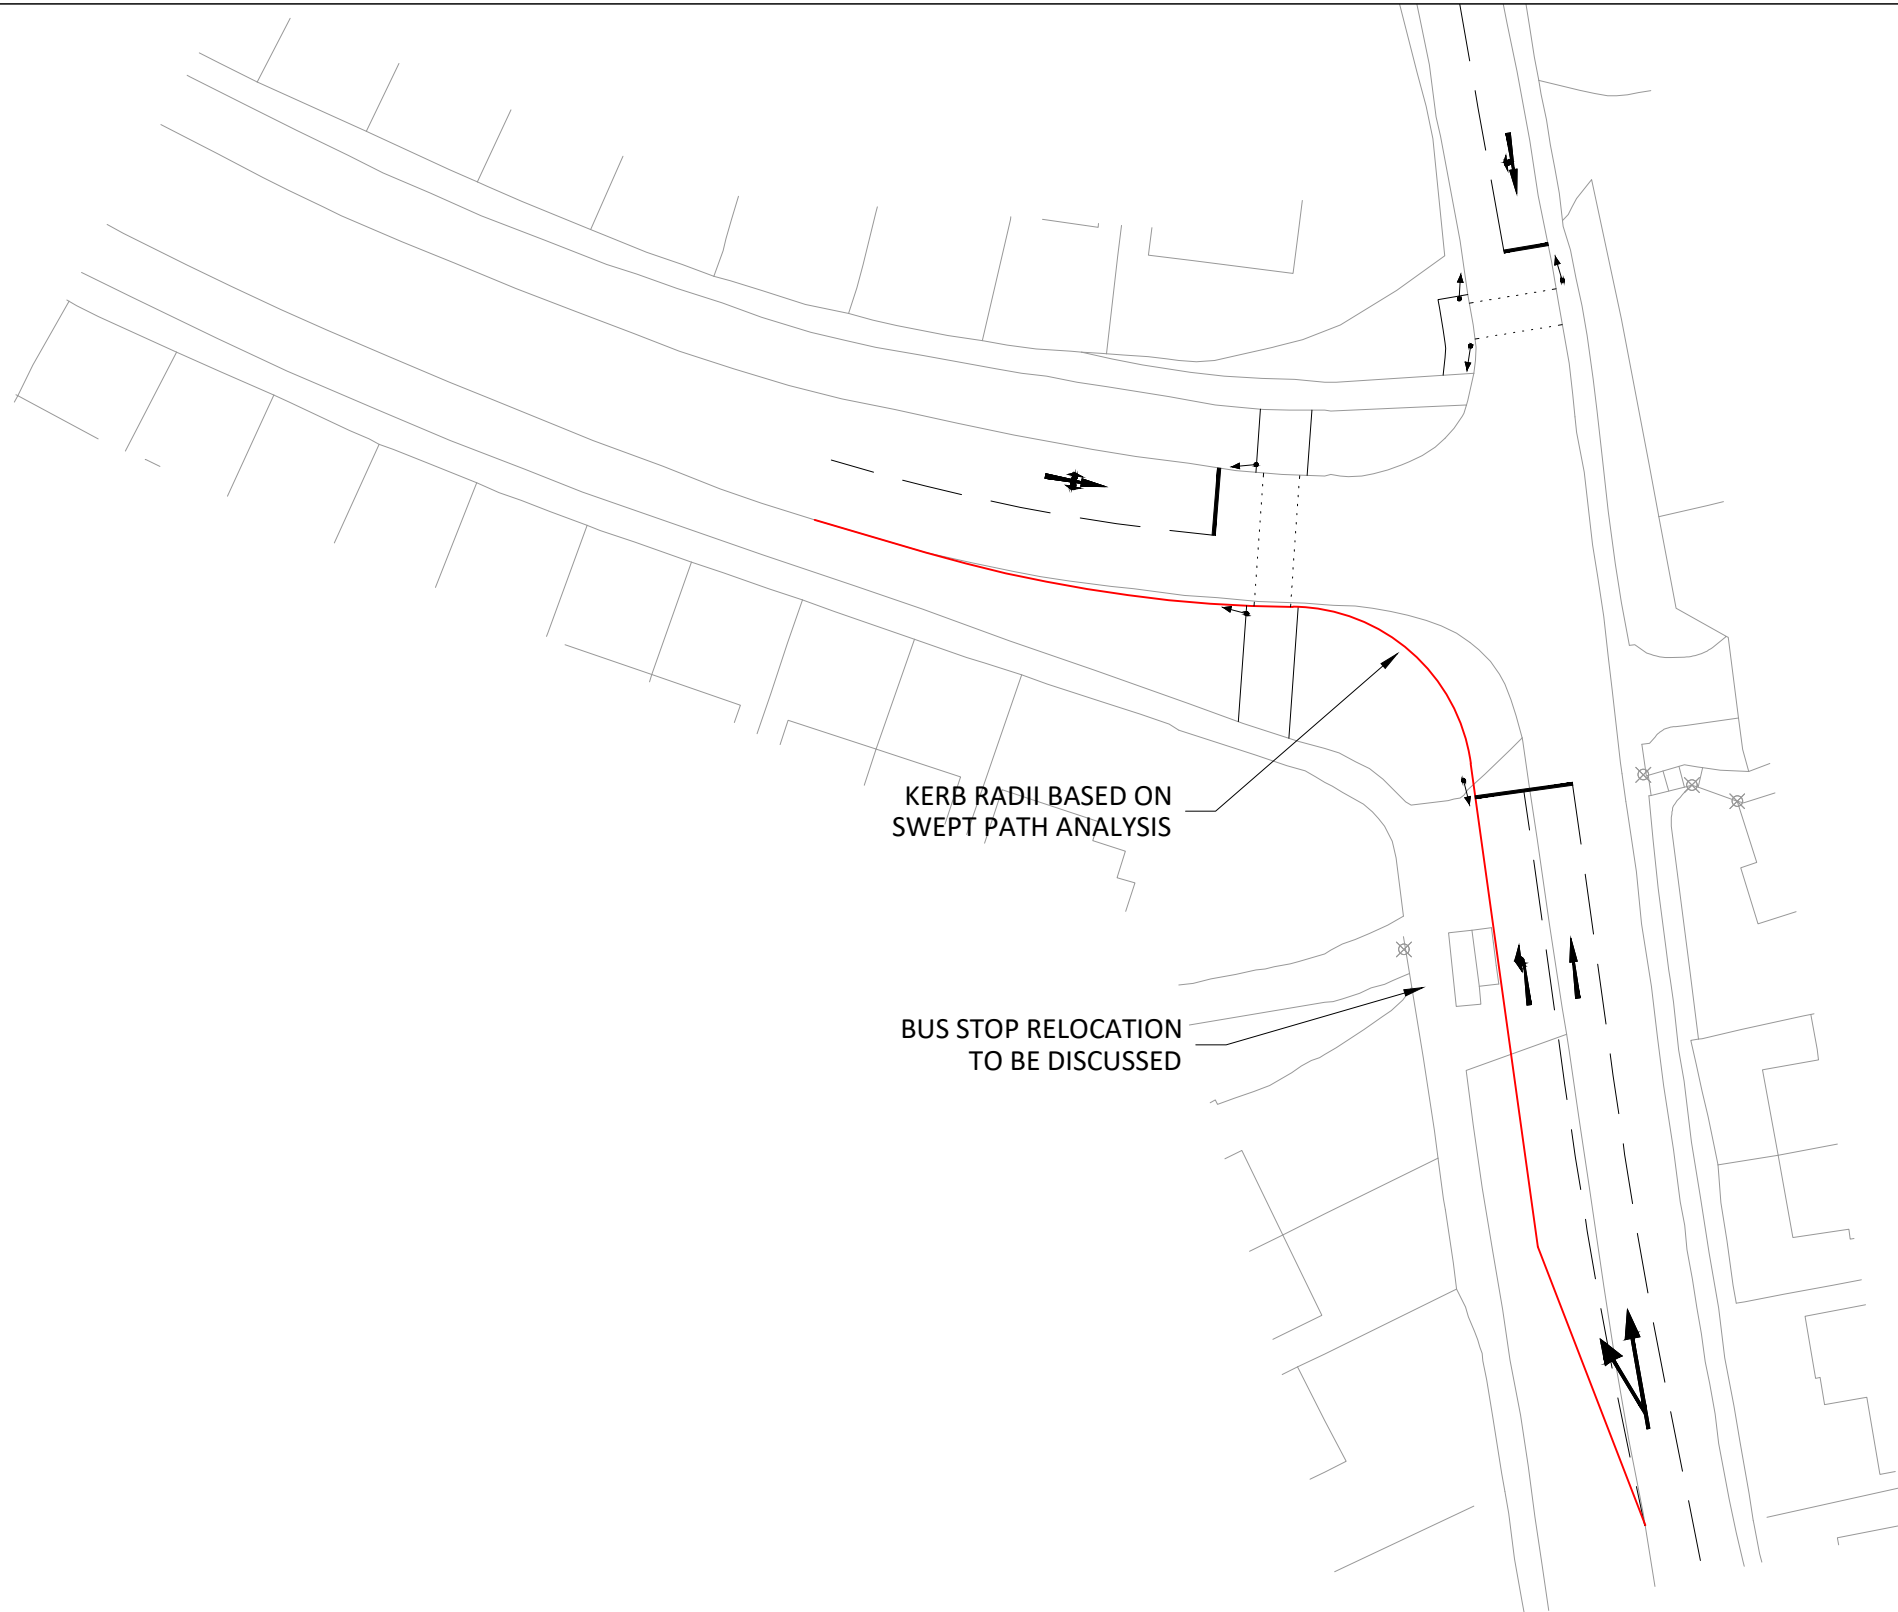 KERB RADII BASED ON
SWEPT PATH ANALYSIS
BUS STOP RELOCATION
TO BE DISCUSSED